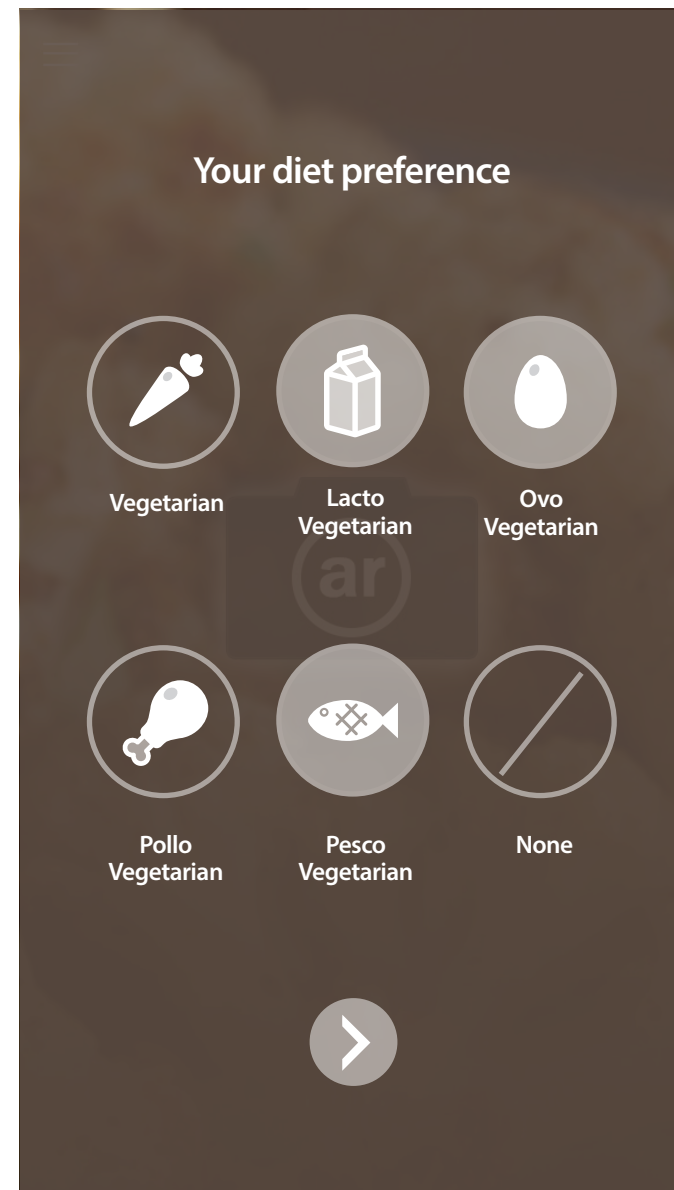 Your diet preference
Vegetarian
Lacto
Vegetarian
Ovo
Vegetarian
ar
Pollo
Vegetarian
Pesco
Vegetarian
None